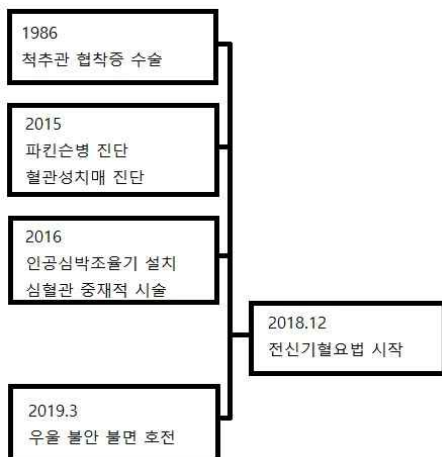 1986
척추관 협착증 수술
2015
파킨슨병 진단
혈관성치매 진단
2016
인공심박조율기 설치
심혈관 중재적 시술
2018.12
전신기혈요법 시작
2019.3
우울 불안 불면 호전